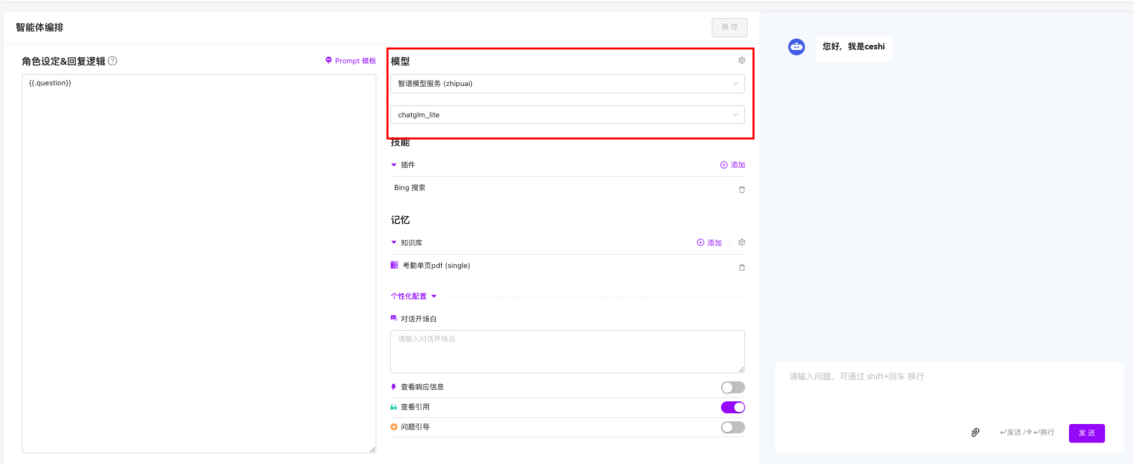 智能体编排
保 存
角色设定&回复逻辑
Prompt 模板
{{.question}}
模型
智谱模型服务 (zhipuai)
chatglm_lite
技能
插件
添加
Bing 搜索
记忆
知识库
添加
考勤单页pdf (single)
个性化配置
对话开场白
请输入对话开场白
查看响应信息
查看引用
问题引导
您好，我是ceshi
请输入问题，可通过 shift+回车 换行
↵发送 /⇧↵换行
发 送